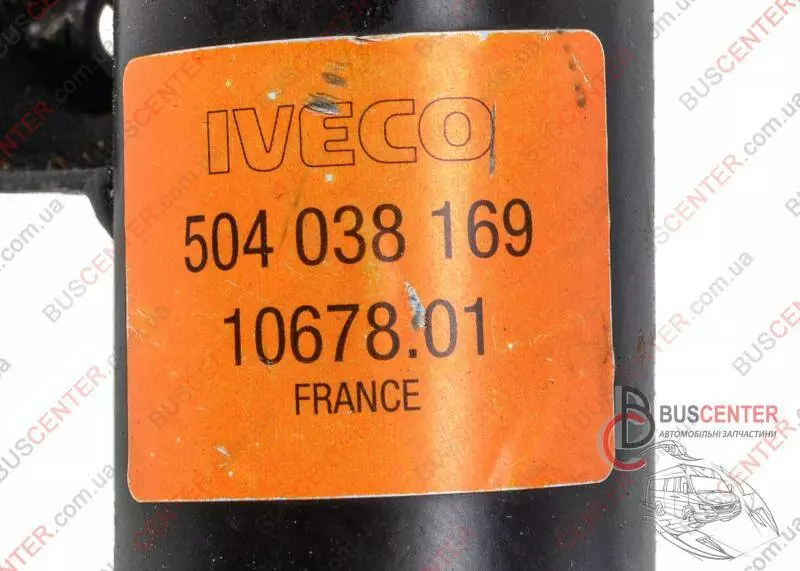 IVECO
504 038 169
10678.01
FRANCE
BUSCENTER
АВТОМОБІЛЬНІ ЗАПЧАСТИНИ
BUSCENTER.com.ua